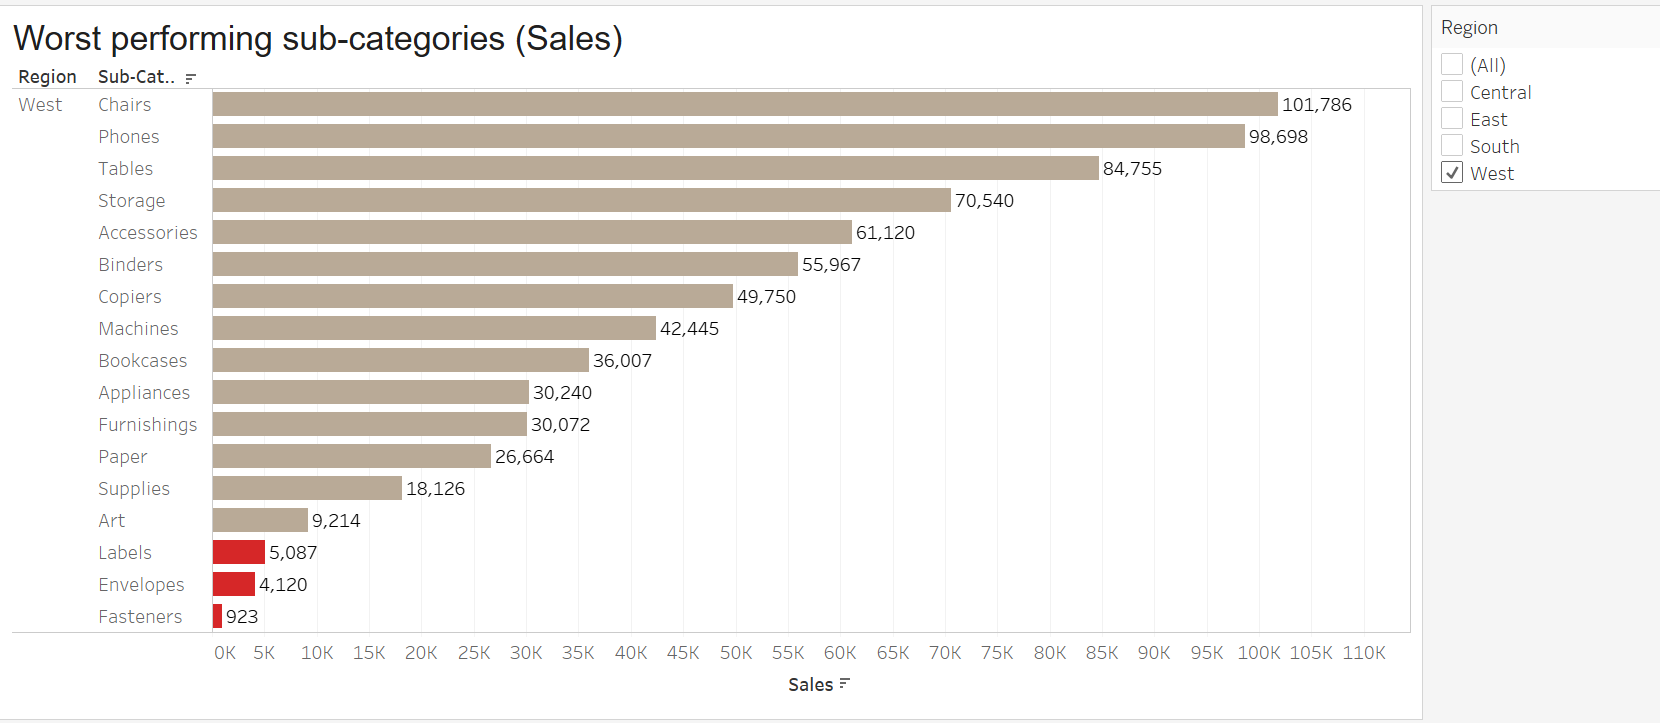 Worst performing sub-categories (Sales)
Region Sub-Cat..
West Chairs 101,786
Phones 98,698
Tables 84,755
Storage 70,540
Accessories 61,120
Binders 55,967
Copiers 49,750
Machines 42,445
Bookcases 36,007
Appliances 30,240
Furnishings 30,072
Paper 26,664
Supplies 18,126
Art 9,214
Labels 5,087
Envelopes 4,120
Fasteners 923
0K 5K 10K 15K 20K 25K 30K 35K 40K 45K 50K 55K 60K 65K 70K 75K 80K 85K 90K 95K 100K 105K 110K
Sales
Region
(All)
Central
East
South
West